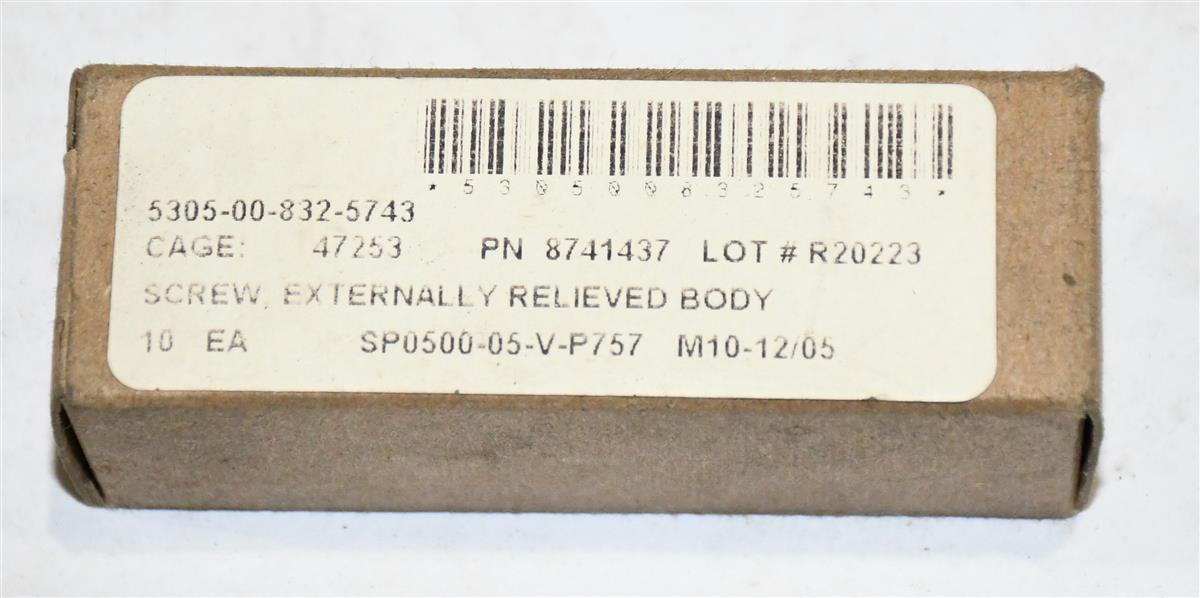 *5305008325743*
5305-00-832-5743
CAGE: 47253 PN 8741437 LOT # R20223
SCREW, EXTERNALLY RELIEVED BODY
10 EA SP0500-05-V-P757 M10-12/05